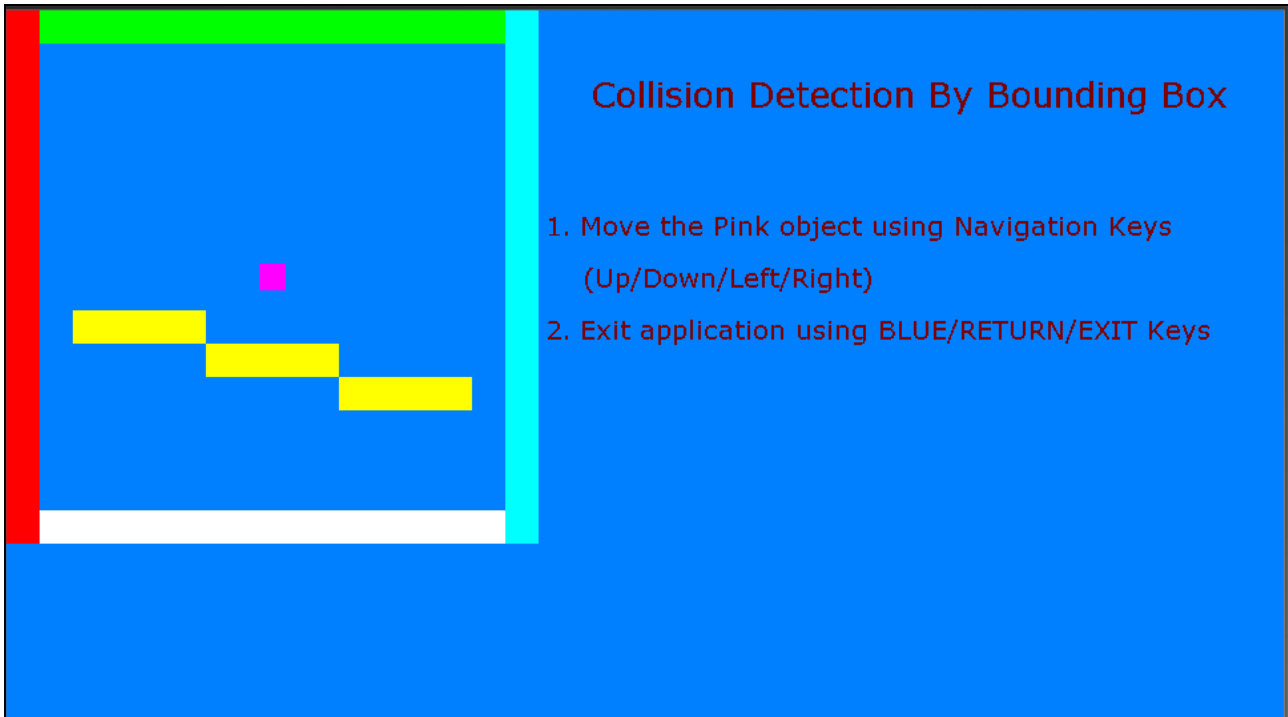 Collision Detection By Bounding Box
1. Move the Pink object using Navigation Keys
(Up/Down/Left/Right)
2. Exit application using BLUE/RETURN/EXIT Keys